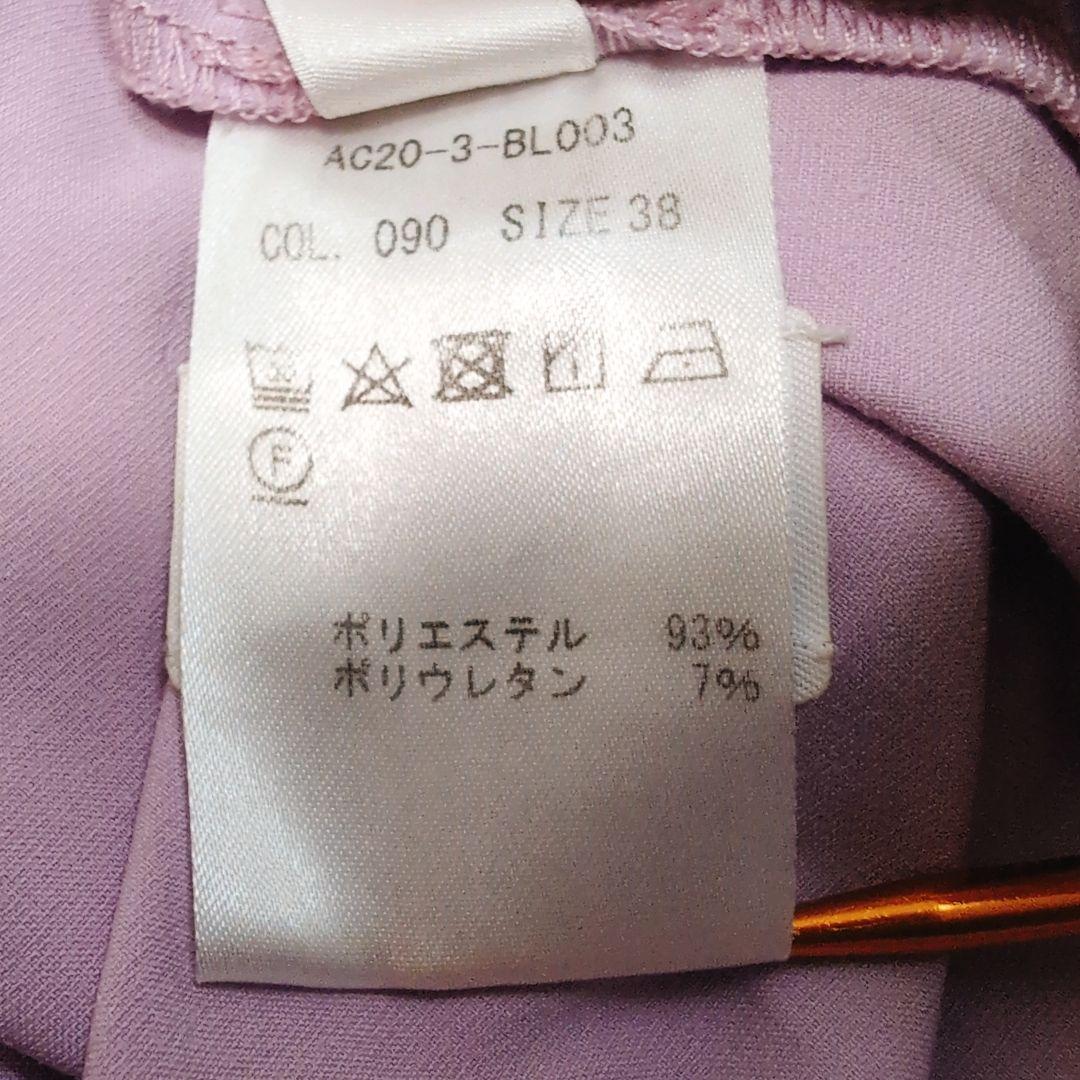 AC20-3-BL003
COL. 090 SIZE 38
F
ポリエステル 93%
ポリウレタン 7%